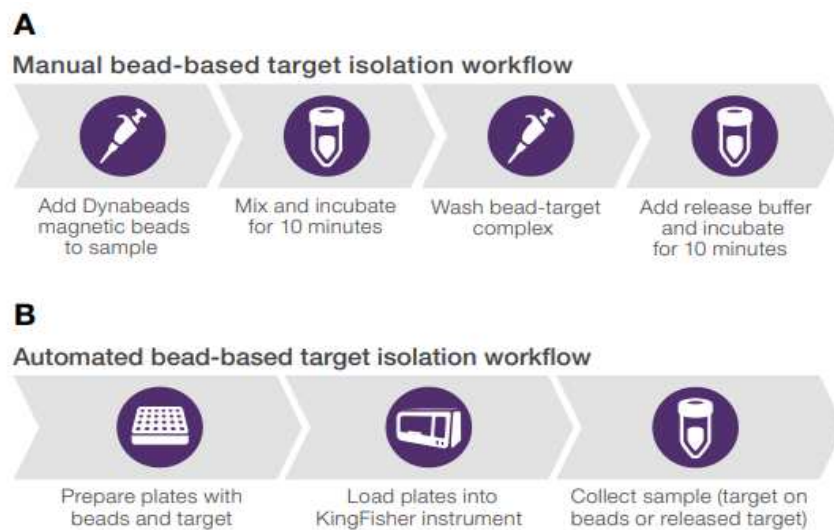 A
Manual bead-based target isolation workflow
Add Dynabeads
magnetic beads
to sample
Mix and incubate
for 10 minutes
Wash bead-target
complex
Add release buffer
and incubate
for 10 minutes
B
Automated bead-based target isolation workflow
Prepare plates with
beads and target
Load plates into
KingFisher instrument
Collect sample (target on
beads or released target)